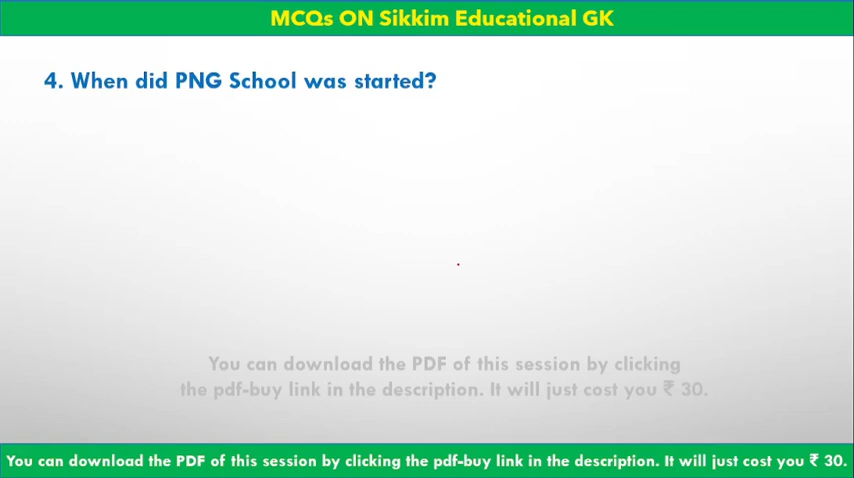 MCQs ON Sikkim Educational GK
4. When did PNG School was started?
You can download the PDF of this session by clicking
the pdf-buy link in the description. It will just cost you ₹ 30.
You can download the PDF of this session by clicking the pdf-buy link in the description. It will just cost you ₹ 30.